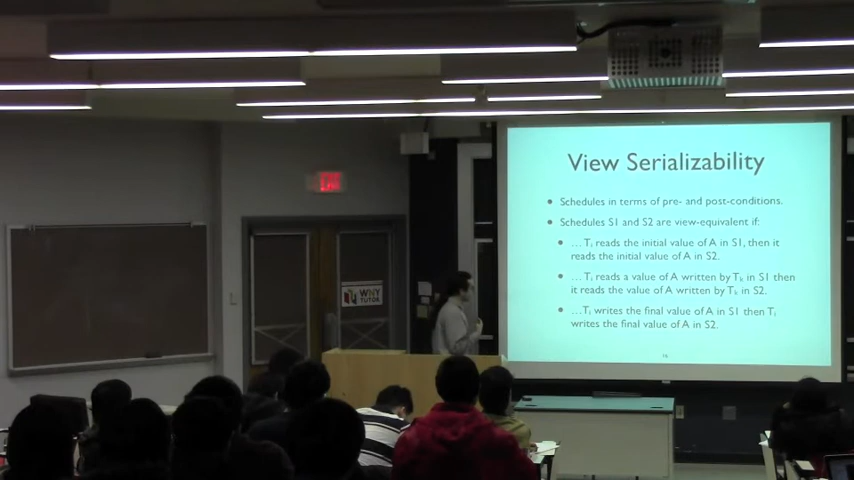 EXIT
View Serializability
• Schedules in terms of pre- and post-conditions.
• Schedules S1 and S2 are view-equivalent if:
• ... Ti reads the initial value of A in S1, then it
reads the initial value of A in S2.
• ... Ti reads a value of A written by Tk in S1 then
it reads the value of A written by Tk in S2.
• ...Ti writes the final value of A in S1 then Ti
writes the final value of A in S2.
16
WNY
TUTOR